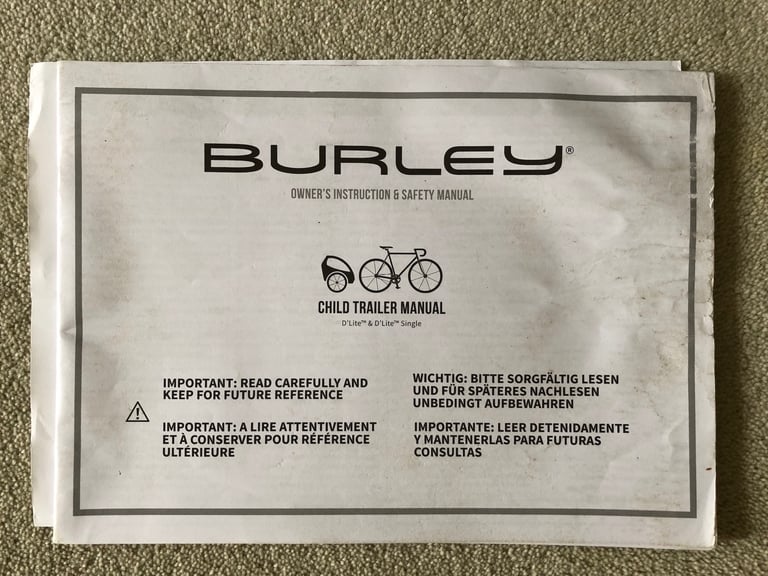 BURLEY®
OWNER'S INSTRUCTION & SAFETY MANUAL
CHILD TRAILER MANUAL
D'Lite™ & D'Lite™ Single
IMPORTANT: READ CAREFULLY AND
KEEP FOR FUTURE REFERENCE
IMPORTANT: A LIRE ATTENTIVEMENT
ET À CONSERVER POUR RÉFÉRENCE
ULTÉRIEURE
WICHTIG: BITTE SORGFÄLTIG LESEN
UND FÜR SPÄTERES NACHLESEN
UNBEDINGT AUFBEWAHREN
IMPORTANTE: LEER DETENIDAMENTE
Y MANTENERLAS PARA FUTURAS
CONSULTAS